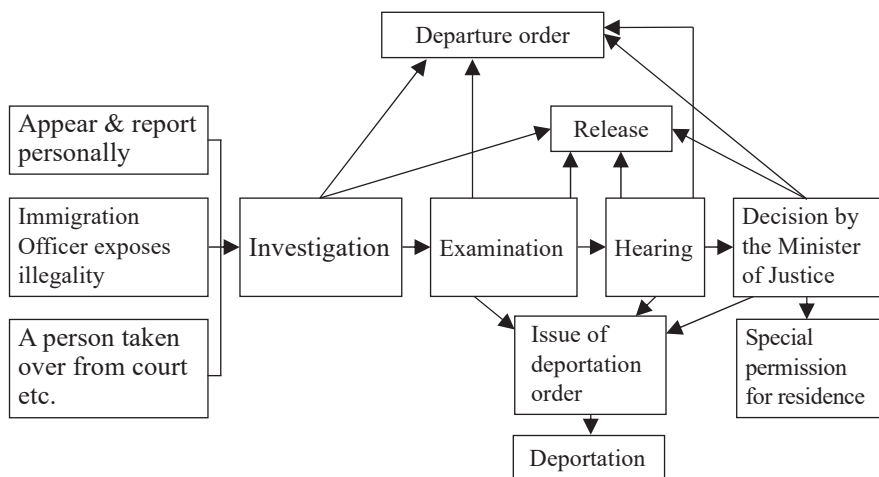 Departure order
Release
Appear & report
personally
Immigration
Officer exposes
illegality
A person taken
over from court
etc.
Investigation
Examination
Hearing
Decision by
the Minister
of Justice
Issue of
deportation
order
Special
permission
for residence
Deportation